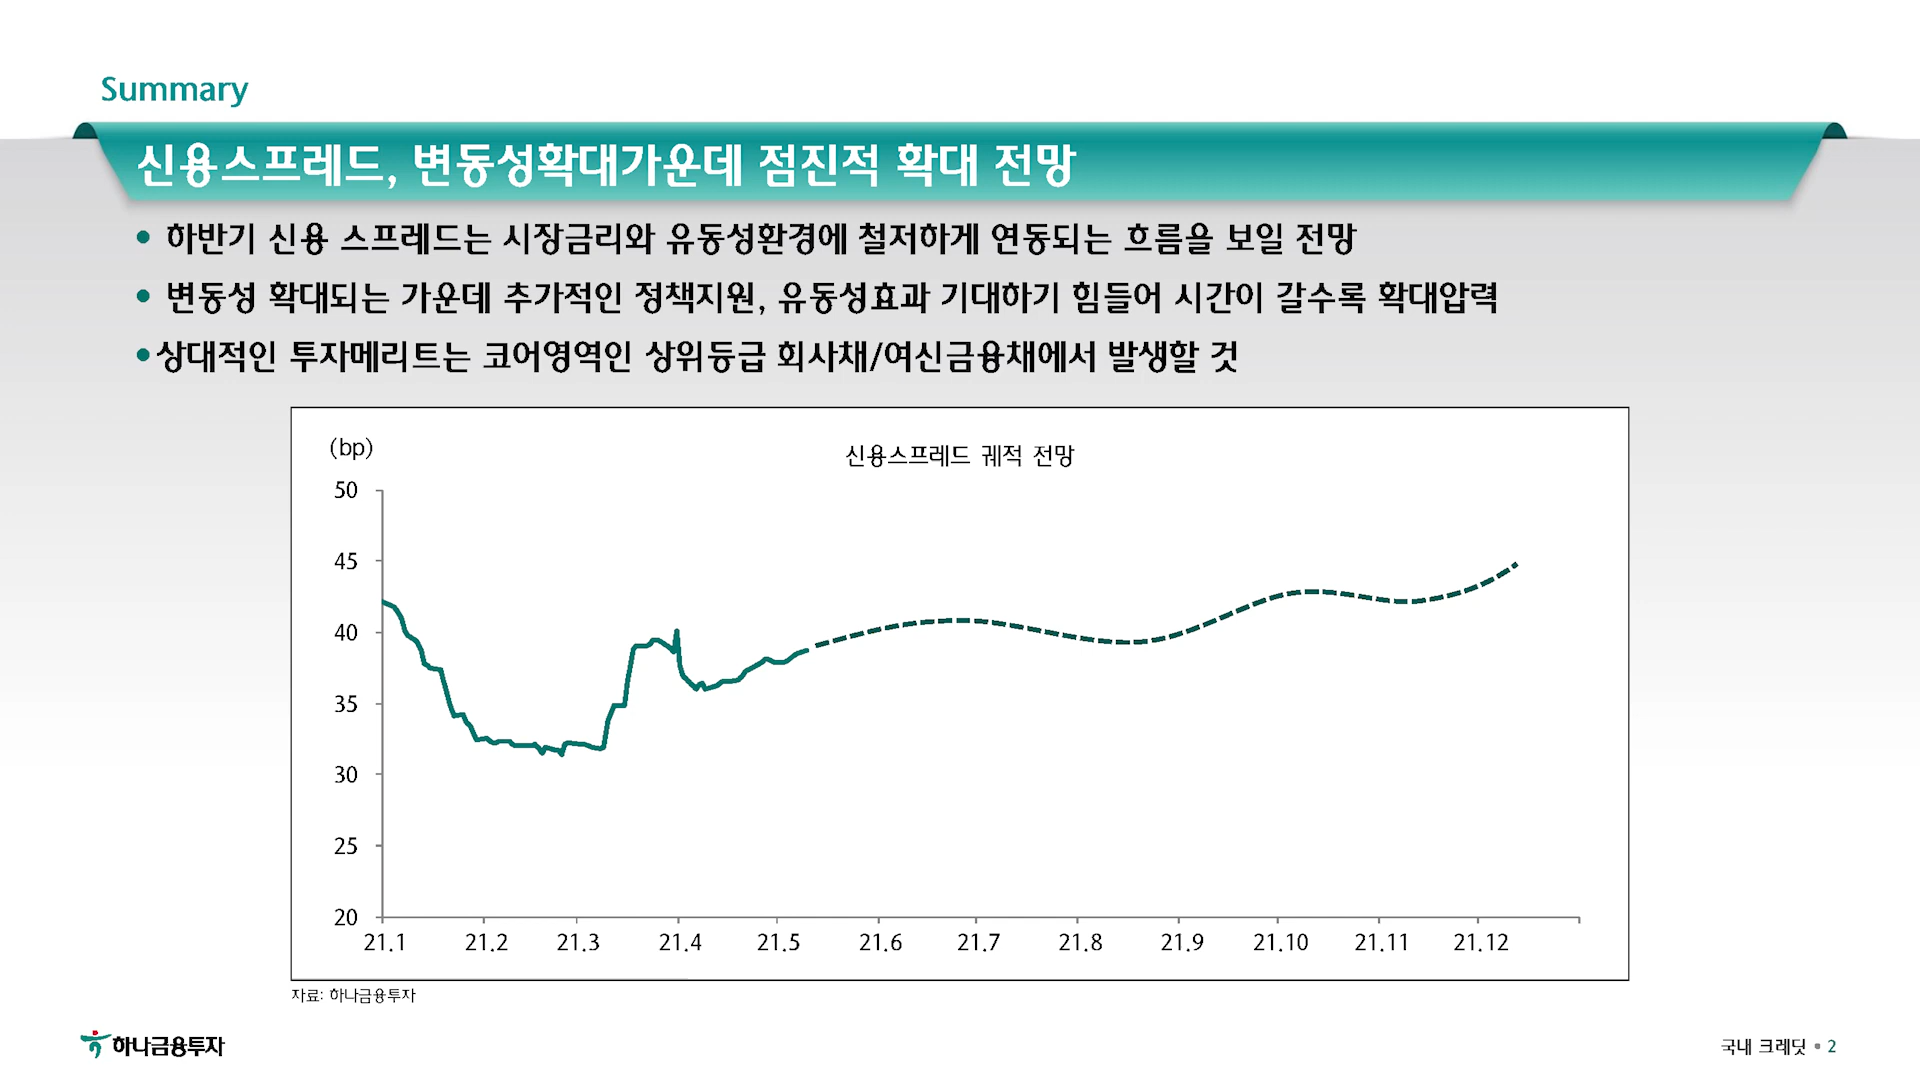 Summary
신용스프레드, 변동성확대가운데 점진적 확대 전망
• 하반기 신용 스프레드는 시장금리와 유동성환경에 철저하게 연동되는 흐름을 보일 전망
• 변동성 확대되는 가운데 추가적인 정책지원, 유동성효과 기대하기 힘들어 시간이 갈수록 확대압력
• 상대적인 투자메리트는 코어영역인 상위등급 회사채/여신금융채에서 발생할 것
(bp)
신용스프레드 궤적 전망
50
45
40
35
30
25
20
21.1 21.2 21.3 21.4 21.5 21.6 21.7 21.8 21.9 21.10 21.11 21.12
자료: 하나금융투자
하나금융투자
국내 크레딧 • 2